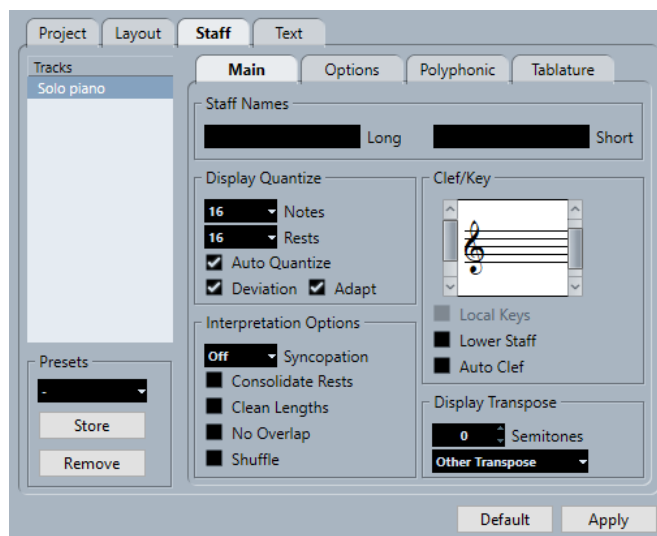 Project Layout Staff Text
Tracks
Solo piano
Main Options Polyphonic Tablature
Staff Names
Long Short
Display Quantize
16 Notes
16 Rests
Auto Quantize
Deviation Adapt
Clef/Key
Local Keys
Lower Staff
Auto Clef
Interpretation Options
Off Syncopation
Consolidate Rests
Clean Lengths
No Overlap
Shuffle
Display Transpose
0 Semitones
Other Transpose
Presets
-
Store
Remove
Default Apply